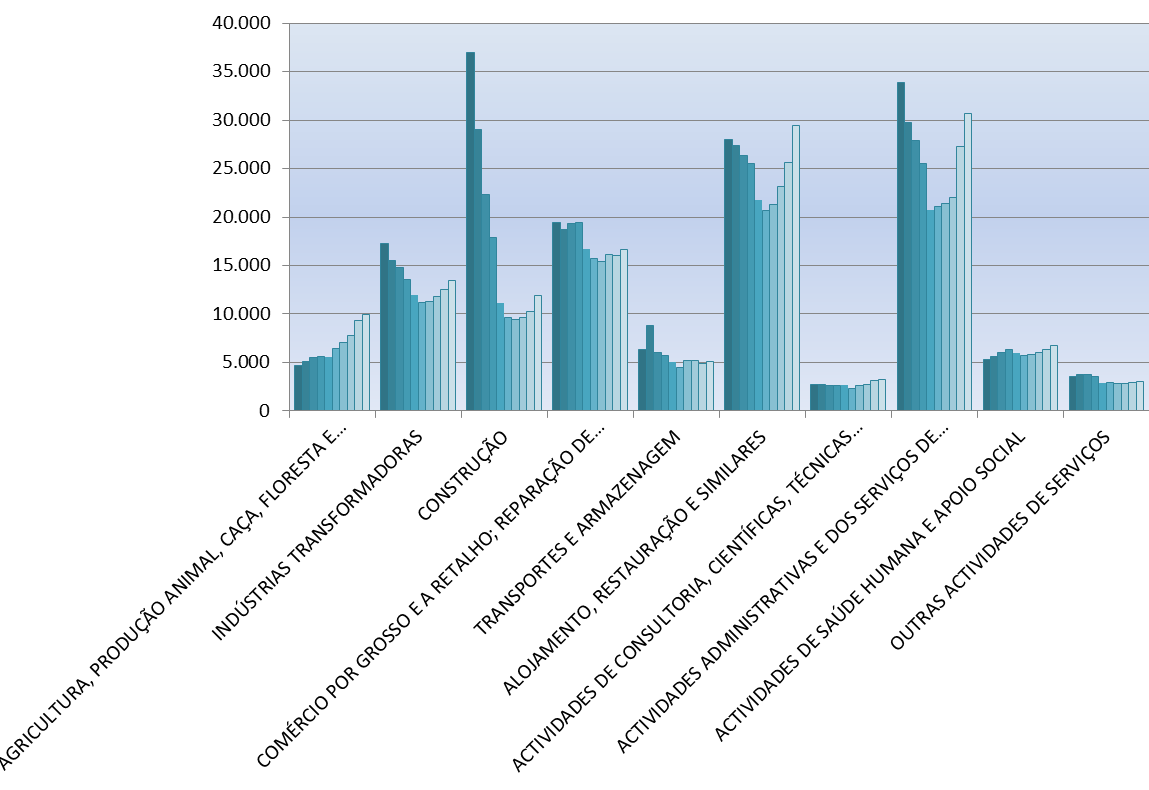 40.000
35.000
30.000
25.000
20.000
15.000
10.000
5.000
0
AGRICULTURA, PRODUÇÃO ANIMAL, CAÇA, FLORESTA E...
INDÚSTRIAS TRANSFORMADORAS
CONSTRUÇÃO
COMÉRCIO POR GROSSO E A RETALHO; REPARAÇÃO DE...
TRANSPORTES E ARMAZENAGEM
ALOJAMENTO, RESTAURAÇÃO E SIMILARES
ACTIVIDADES DE CONSULTORIA, CIENTÍFICAS, TÉCNICAS...
ACTIVIDADES ADMINISTRATIVAS E DOS SERVIÇOS DE...
ACTIVIDADES DE SAÚDE HUMANA E APOIO SOCIAL
OUTRAS ACTIVIDADES DE SERVIÇOS